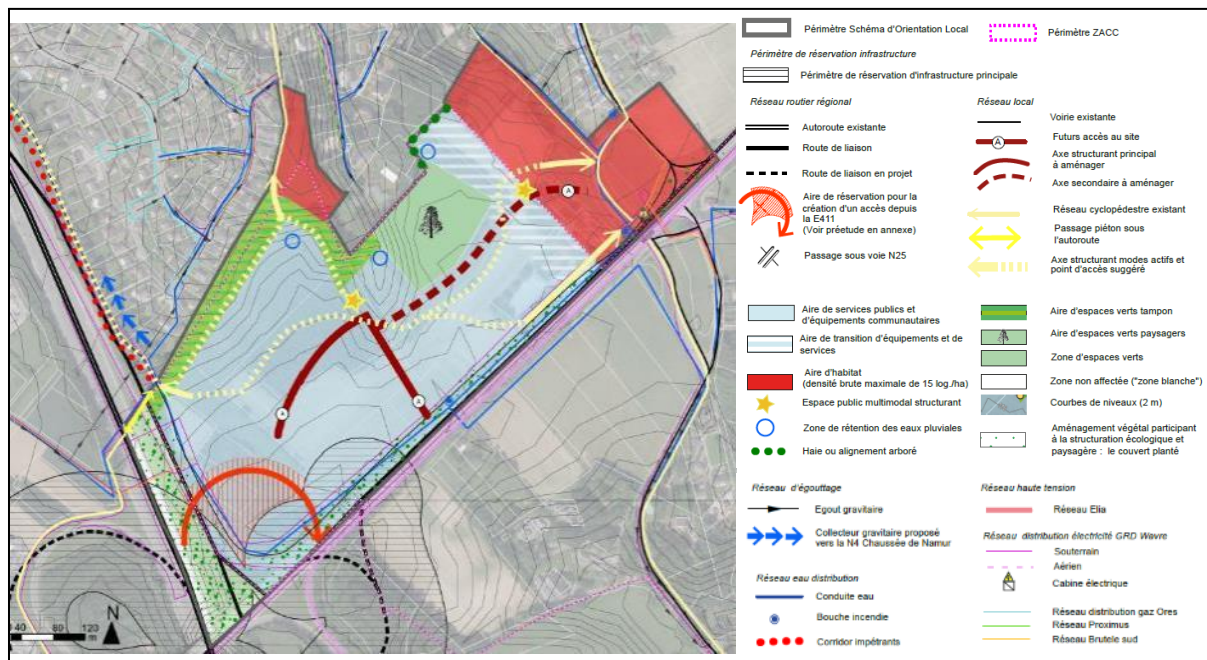 Périmètre Schéma d'Orientation Local
Périmètre ZACC
Périmètre de réservation infrastructure
Périmètre de réservation d'infrastructure principale
Réseau routier régional
Autoroute existante
Route de liaison
Route de liaison en projet
Aire de réservation pour la
création d'un accès depuis
la E411
(Voir préetude en annexe)
Passage sous voie N25
Réseau local
Voirie existante
A
Futurs accès au site
Axe structurant principal
à aménager
Axe secondaire à aménager
Réseau cyclopédestre existant
Passage piéton sous
l'autoroute
Axe structurant modes actifs et
point d'accès suggéré
Aire de services publics et
d'équipements communautaires
Aire de transition d'équipements et de
services
Aire d'habitat
(densité brute maximale de 15 log./ha)
Espace public multimodal structurant
Zone de rétention des eaux pluviales
Haie ou alignement arboré
Aire d'espaces verts tampon
Aire d'espaces verts paysagers
Zone d'espaces verts
Zone non affectée ("zone blanche")
Courbes de niveaux (2 m)
Aménagement végétal participant
à la structuration écologique et
paysagère : le couvert planté
Réseau d'égouttage
Egout gravitaire
Collecteur gravitaire proposé
vers la N4 Chaussée de Namur
Réseau eau distribution
Conduite eau
Bouche incendie
Corridor impétrants
Réseau haute tension
Réseau Elia
Réseau distribution électricité GRD Wavre
Souterrain
Aérien
Cabine électrique
Réseau distribution gaz Ores
Réseau Proximus
Réseau Brutele sud
A
A
A
N
40
80
120
m